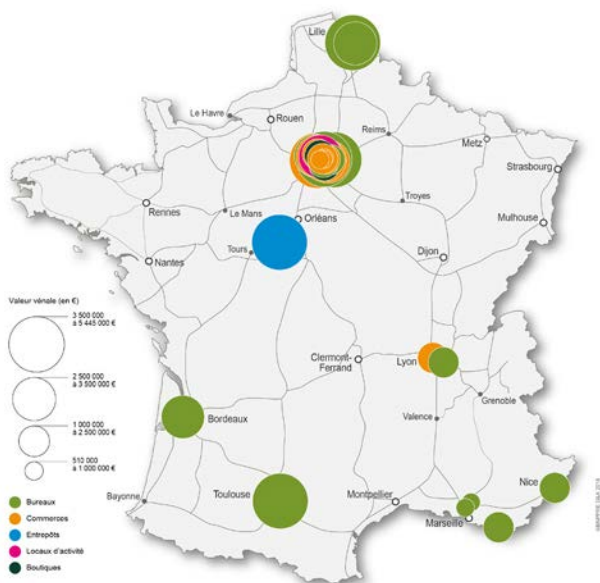 Lille
Le Havre
Rouen
Reims
Metz
Strasbourg
Troyes
Rennes
Le Mans
Orléans
Mulhouse
Tours
Dijon
Nantes
Valeur vénale (en €)
3 500 000
à 5 445 000 €
2 500 000
à 3 500 000 €
1 000 000
à 2 500 000 €
510 000
à 1 000 000 €
Clermont-
Ferrand
Lyon
Grenoble
Valence
Bordeaux
Bayonne
Toulouse
Montpellier
Marseille
Nice
Bureaux
Commerces
Entrepôts
Locaux d'activité
Boutiques